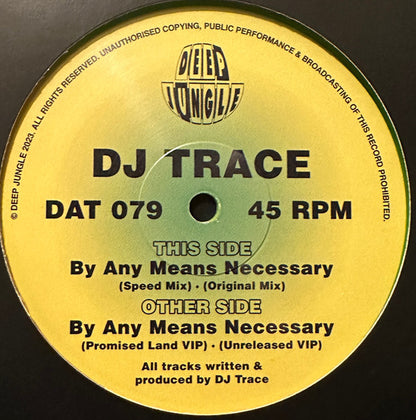 © DEEP JUNGLE 2023. ALL RIGHTS RESERVED. UNAUTHORISED COPYING, PUBLIC PERFORMANCE & BROADCASTING OF THIS RECORD PROHIBITED.
DEEP
JUNGLE
DJ TRACE
DAT 079 45 RPM
THIS SIDE
By Any Means Necessary
(Speed Mix) • (Original Mix)
OTHER SIDE
By Any Means Necessary
(Promised Land VIP) • (Unreleased VIP)
All tracks written &
produced by DJ Trace